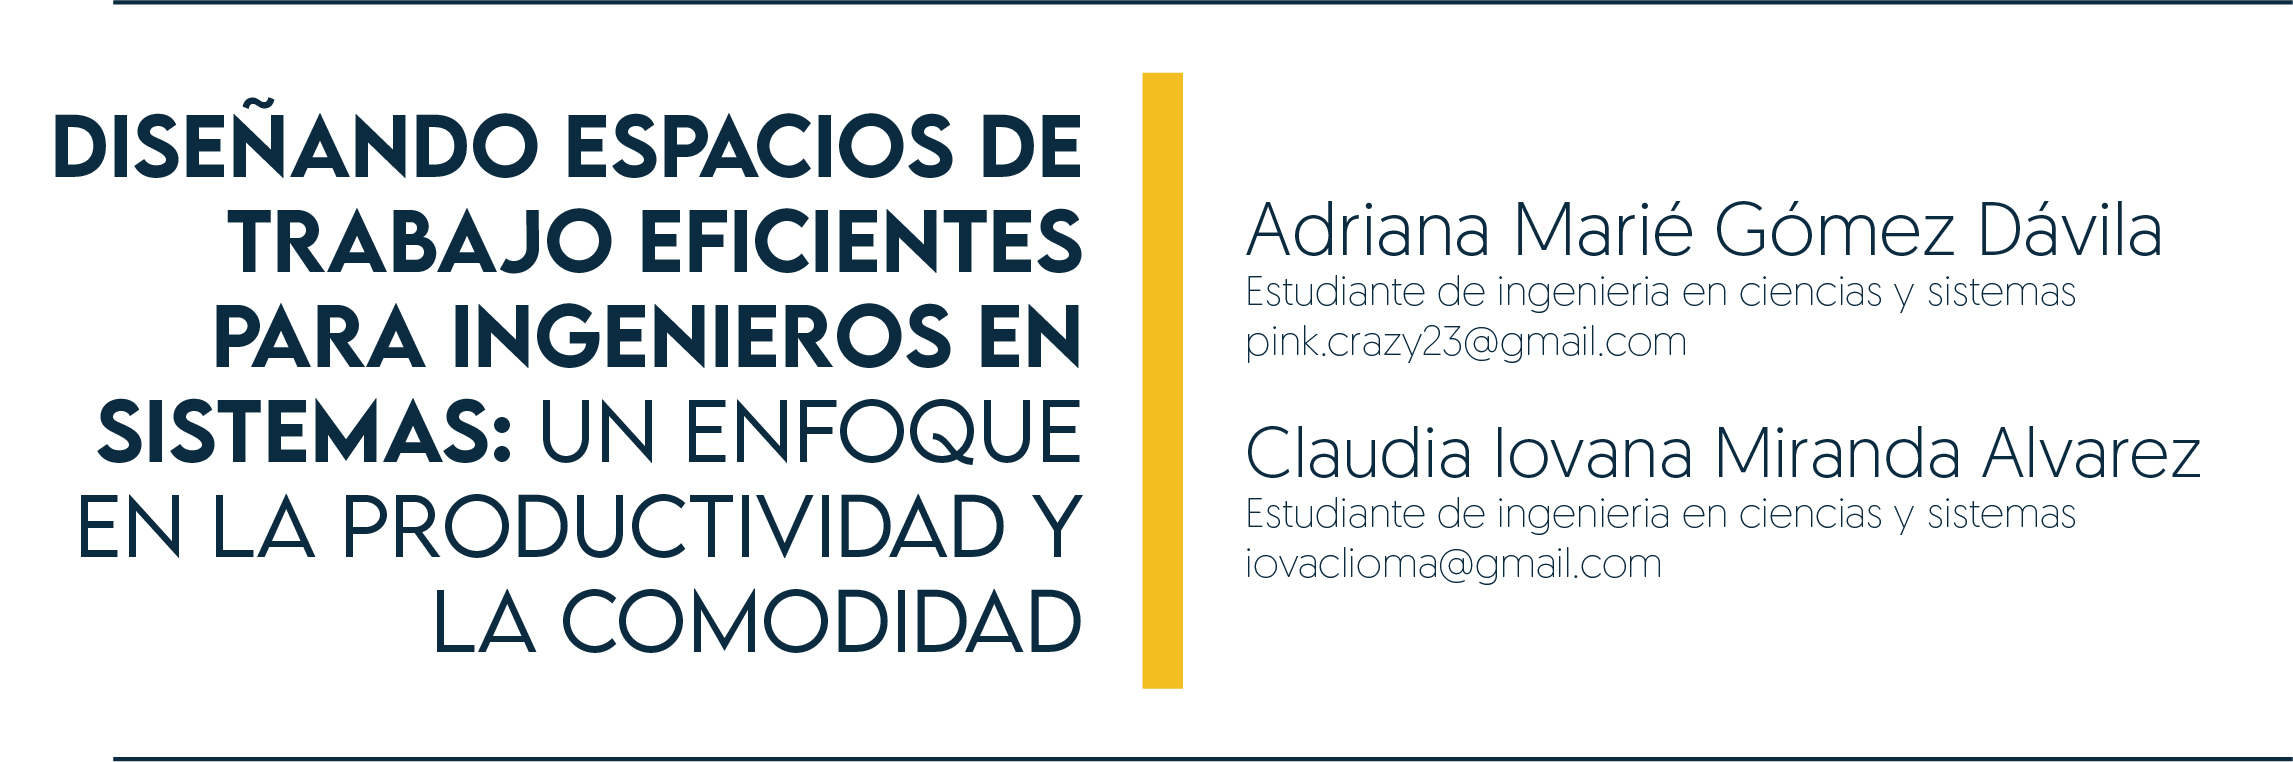 DISEÑANDO ESPACIOS DE
TRABAJO EFICIENTES
PARA INGENIEROS EN
SISTEMAS: UN ENFOQUE
EN LA PRODUCTIVIDAD Y
LA COMODIDAD
Adriana Marié Gómez Dávila
Estudiante de ingenieria en ciencias y sistemas
pink.crazy23@gmail.com
Claudia Iovana Miranda Alvarez
Estudiante de ingenieria en ciencias y sistemas
iovaclioma@gmail.com